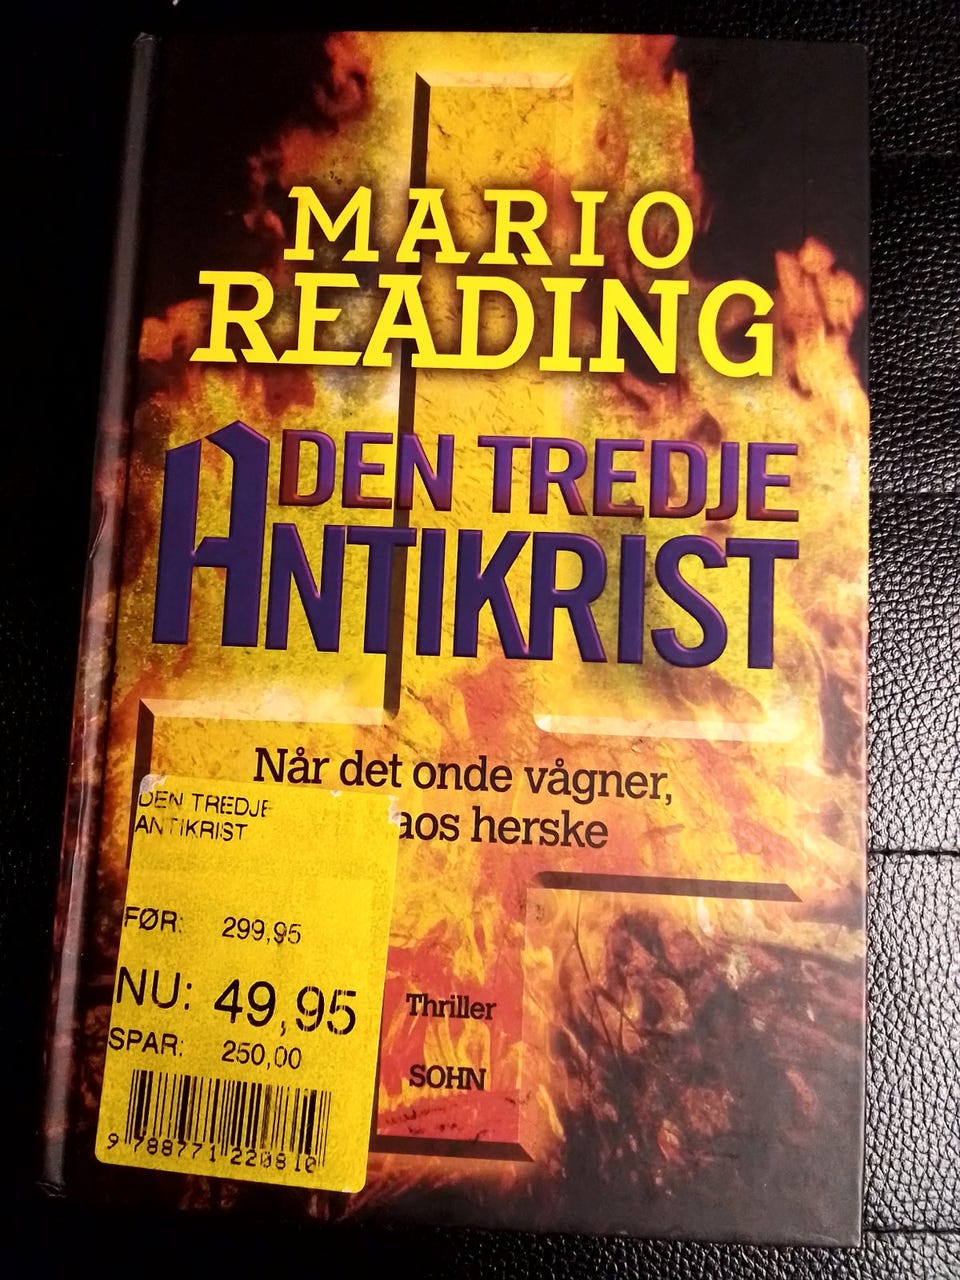 MARIO
READING
DEN TREDJE
ANTIKRIST
Når det onde vågner,
aos herske
DEN TREDJE
ANTIKRIST
FØR: 299,95
NU: 49,95
SPAR: 250,00
9 788771 220810
Thriller
SOHN